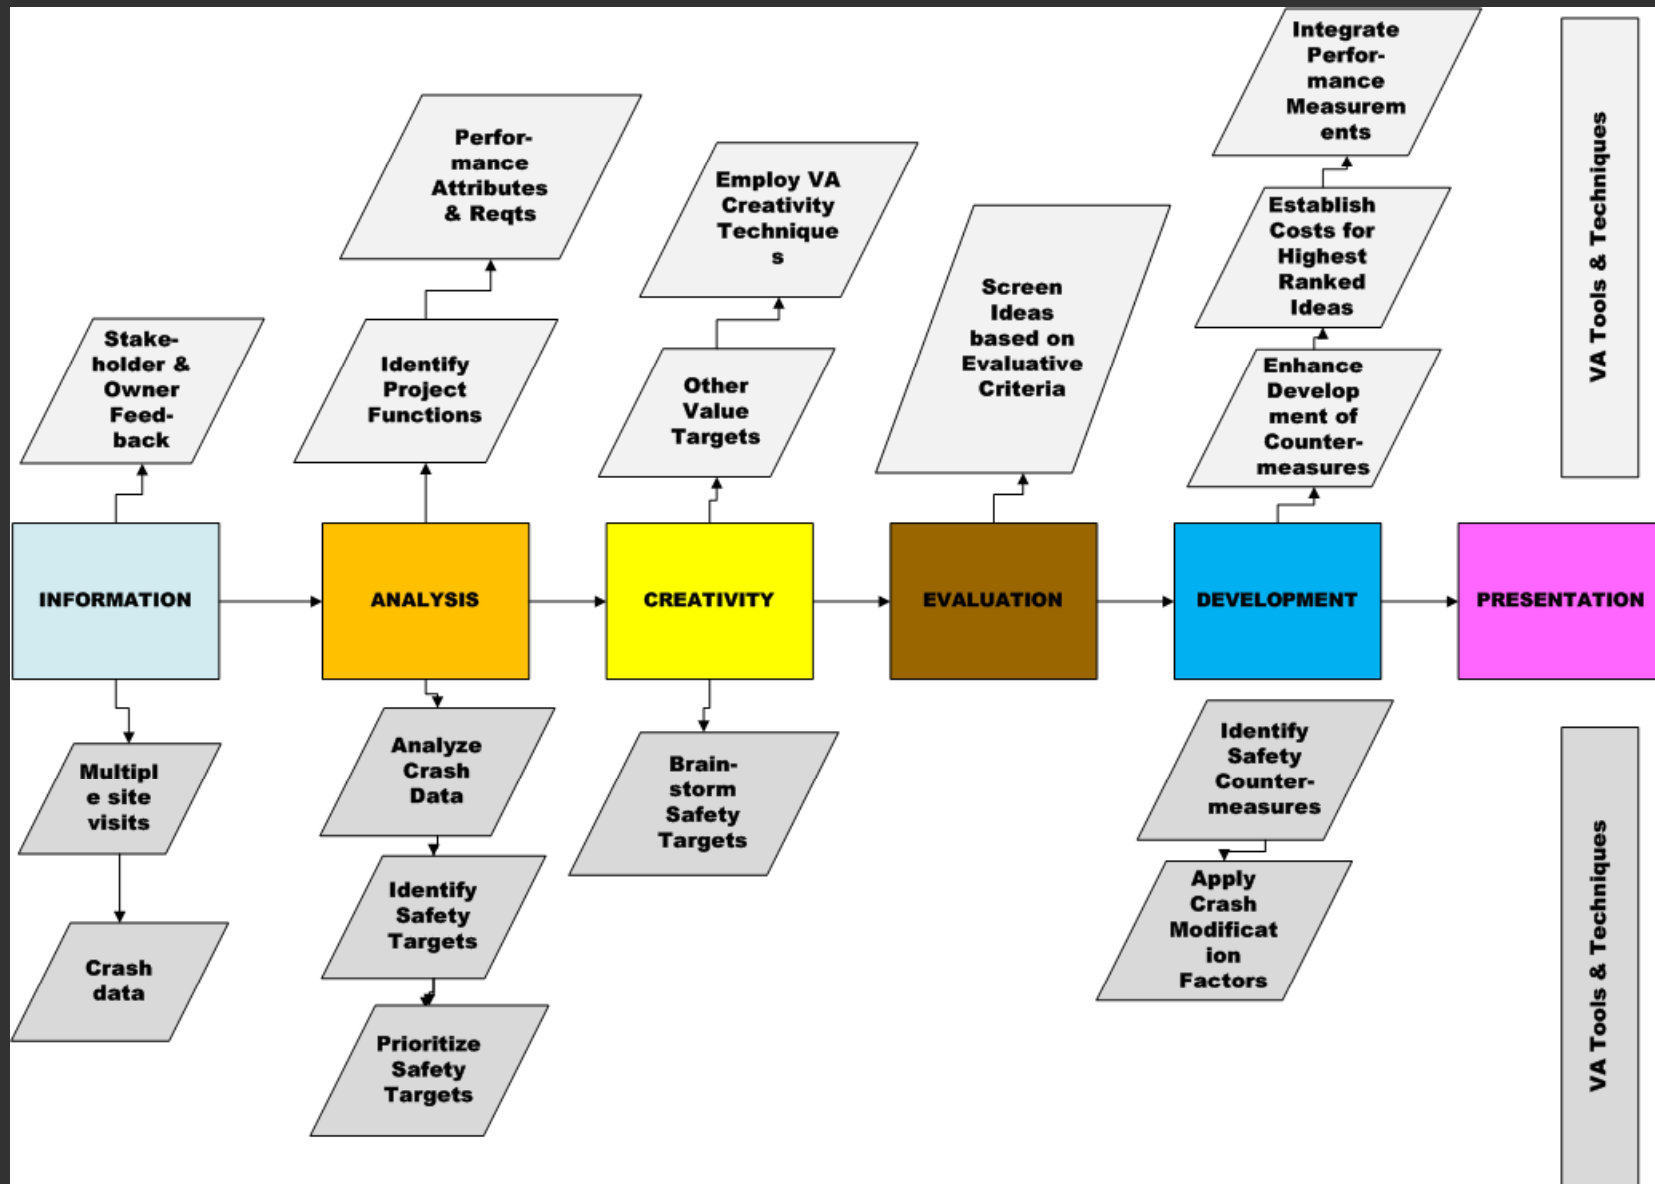 Integrate
Perfor-
mance
Measurem
ents
Perfor-
mance
Attributes
& Reqts
Employ VA
Creativity
Technique
s
Establish
Costs for
Highest
Ranked
Ideas
VA Tools & Techniques
Stake-
holder &
Owner
Feed-
back
Identify
Project
Functions
Other
Value
Targets
Screen
Ideas
based on
Evaluative
Criteria
Enhance
Develop
ment of
Counter-
measures
INFORMATION
ANALYSIS
CREATIVITY
EVALUATION
DEVELOPMENT
PRESENTATION
Multipl
e site
visits
Analyze
Crash
Data
Brain-
storm
Safety
Targets
Identify
Safety
Counter-
measures
Crash
data
Identify
Safety
Targets
Apply
Crash
Modificat
ion
Factors
Prioritize
Safety
Targets
VA Tools & Techniques